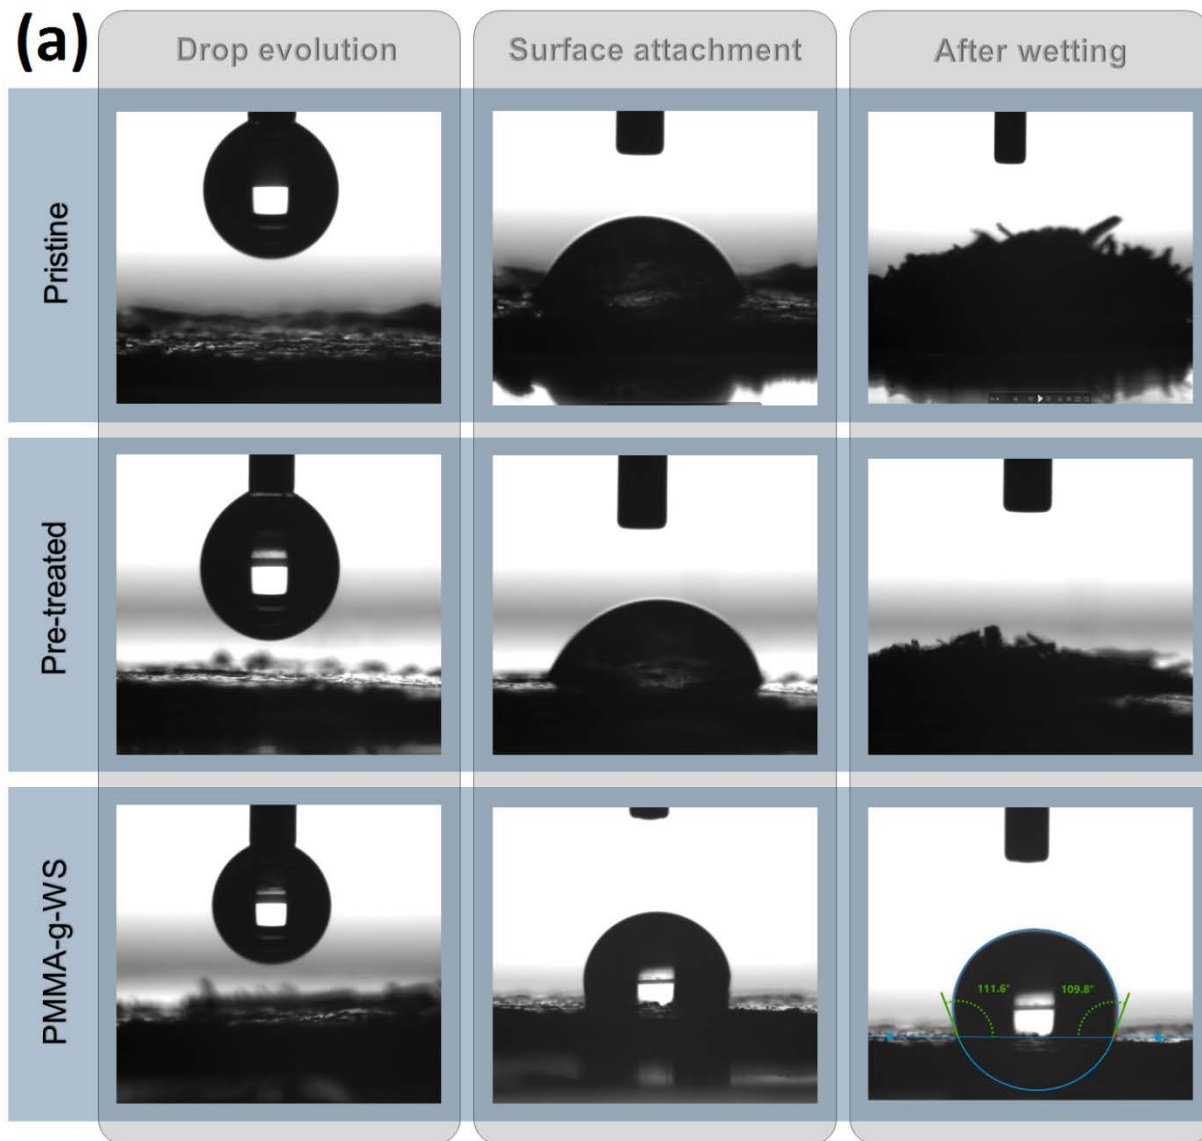 (a)
Drop evolution
Surface attachment
After wetting
Pristine
Pre-treated
PMMA-g-WS
111.6°
109.8°